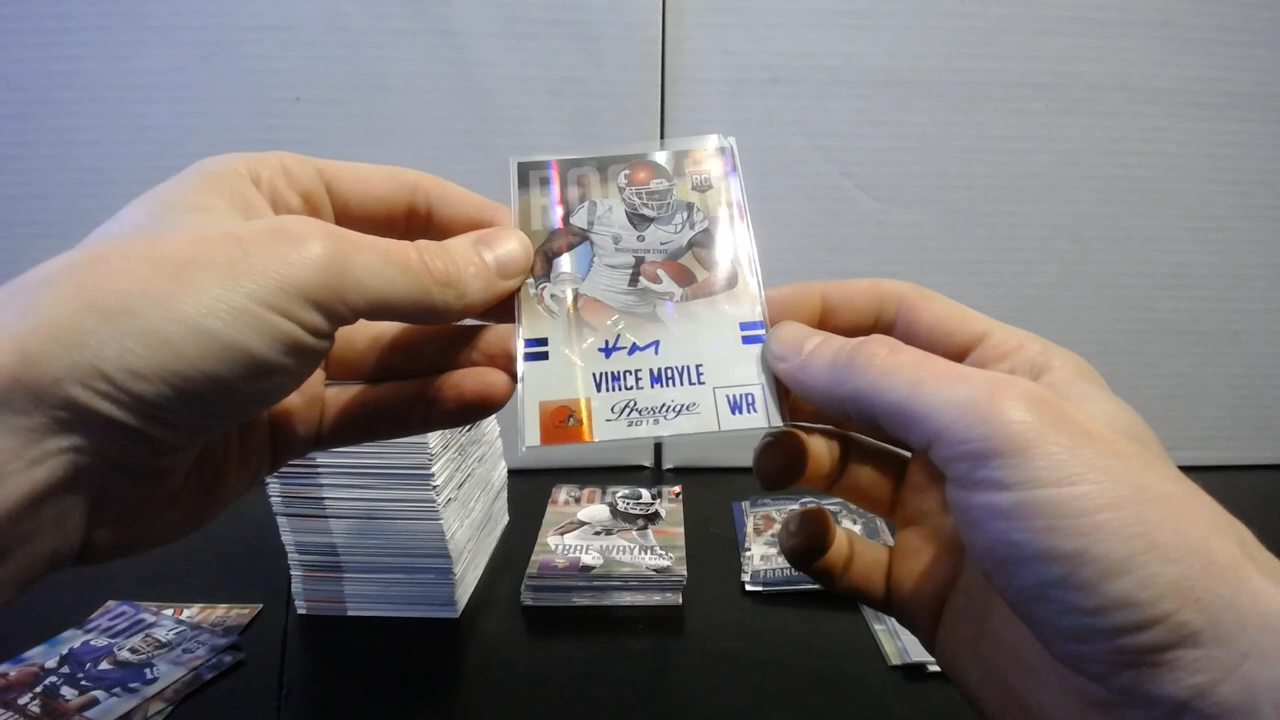 ROOKIE
RC
WASHINGTON STATE
1
VINCE MAYLE
Prestige
2015
WR
ROOKIE
TRAE WAYNES
FRANC